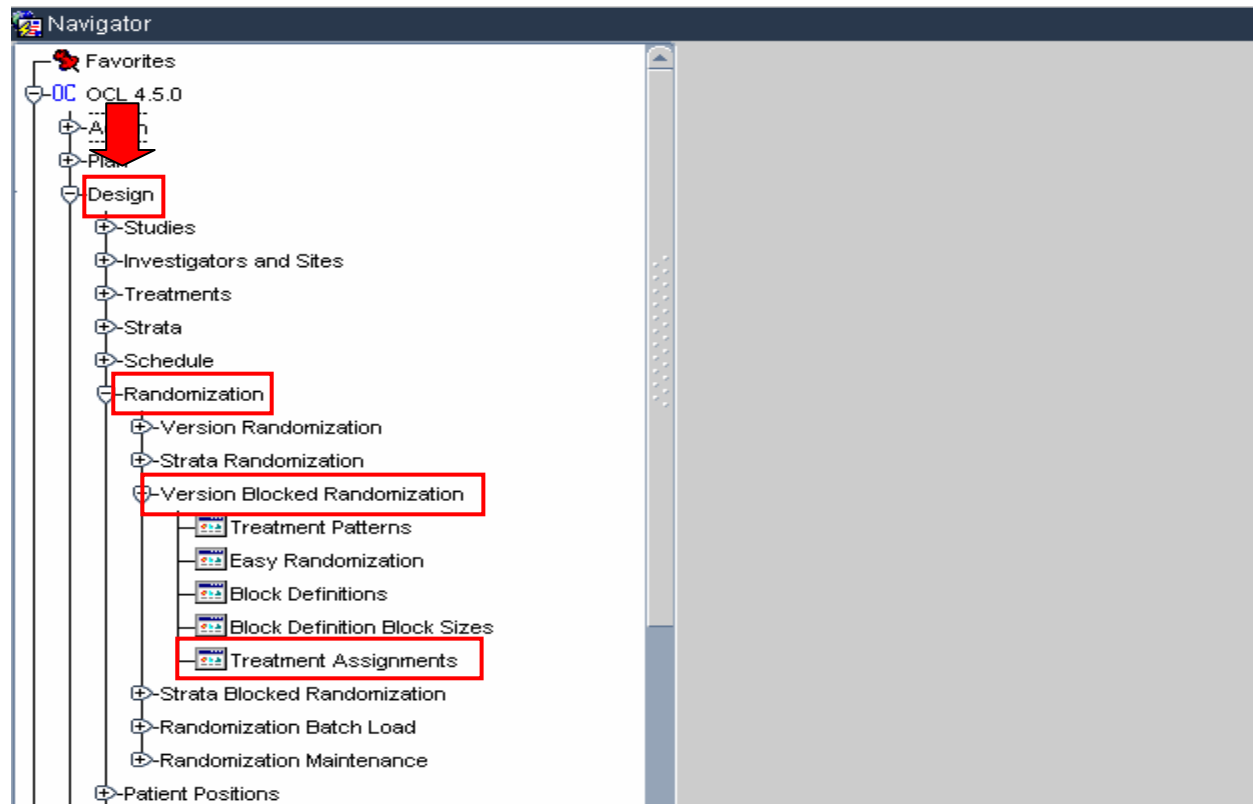 Navigator
Favorites
OC OCL 4.5.0
Design
Studies
Investigators and Sites
Treatments
Strata
Schedule
Randomization
Version Randomization
Strata Randomization
Version Blocked Randomization
Treatment Patterns
Easy Randomization
Block Definitions
Block Definition Block Sizes
Treatment Assignments
Strata Blocked Randomization
Randomization Batch Load
Randomization Maintenance
Patient Positions